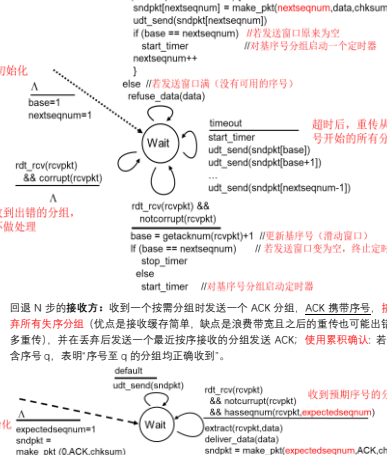 sndpkt[nextseqnum] = make_pkt(nextseqnum,data,chksum
udt_send(sndpkt[nextseqnum])
if (base == nextseqnum) //若发送窗口原来为空
start_timer //对基序号分组启动一个定时器
nextseqnum++
}
else //若发送窗口满（没有可用的序号）
refuse_data(data)
初始化
Λ
base=1
nextseqnum=1
Wait
timeout
start_timer
udt_send(sndpkt[base])
udt_send(sndpkt[base+1])
…
udt_send(sndpkt[nextseqnum-1])
超时后，重传从
号开始的所有分
rdt_rcv(rcvpkt)
&& corrupt(rcvpkt)
Λ
到出错的分组，
做处理
rdt_rcv(rcvpkt) &&
notcorrupt(rcvpkt)
base = getacknum(rcvpkt)+1 //更新基序号（滑动窗口）
If (base == nextseqnum) // 若发送窗口变为空，终止定时
stop_timer
else
start_timer //对基序号分组启动定时器
回退 N 步的接收方：收到一个按需分组时发送一个 ACK 分组，ACK 携带序号，
弃所有失序分组（优点是接收缓存简单，缺点是浪费带宽且之后的重传也可能出错
多重传），并在丢弃后发送一个最近按序接收的分组发送 ACK；使用累积确认: 若
含序号 q，表明“序号至 q 的分组均正确收到”。
default
udt_send(sndpkt)
Λ
expectedseqnum=1
sndpkt =
make_pkt (0,ACK,chksum)
Wait
rdt_rcv(rcvpkt)
&& notcurrupt(rcvpkt)
&& hasseqnum(rcvpkt,expectedseqnum)
收到预期序号的分
extract(rcvpkt,data)
deliver_data(data)
sndpkt = make_pkt(expectedseqnum,ACK,ch